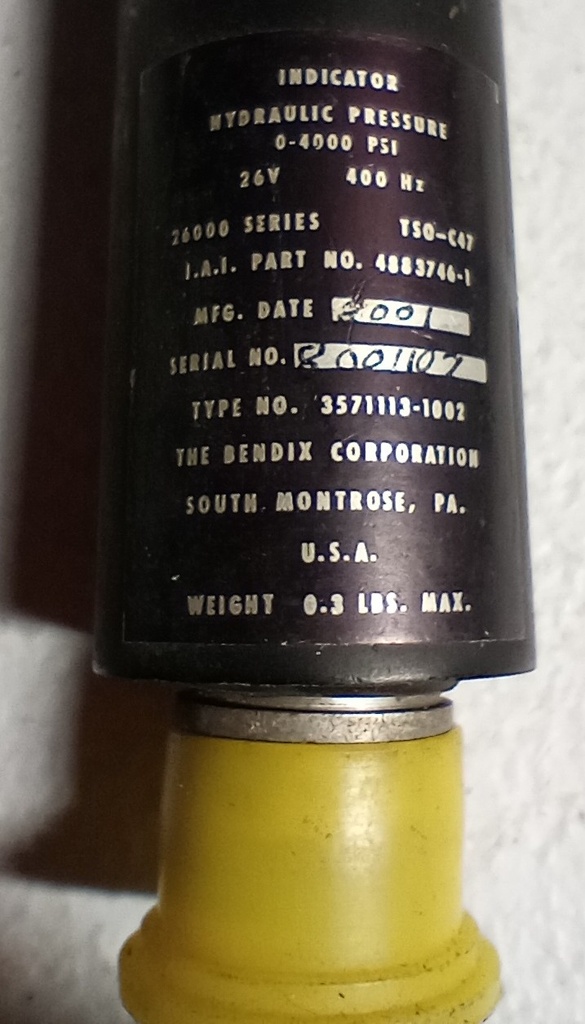 INDICATOR
HYDRAULIC PRESSURE
0-4000 PSI
26V 400 Hz
26000 SERIES TSO-C47
I.A.I. PART NO. 4883746-1
MFG. DATE
SERIAL NO.
TYPE NO. 3571113-1002
THE BENDIX CORPORATION
SOUTH MONTROSE, PA.
U.S.A.
WEIGHT 0.3 LBS. MAX.